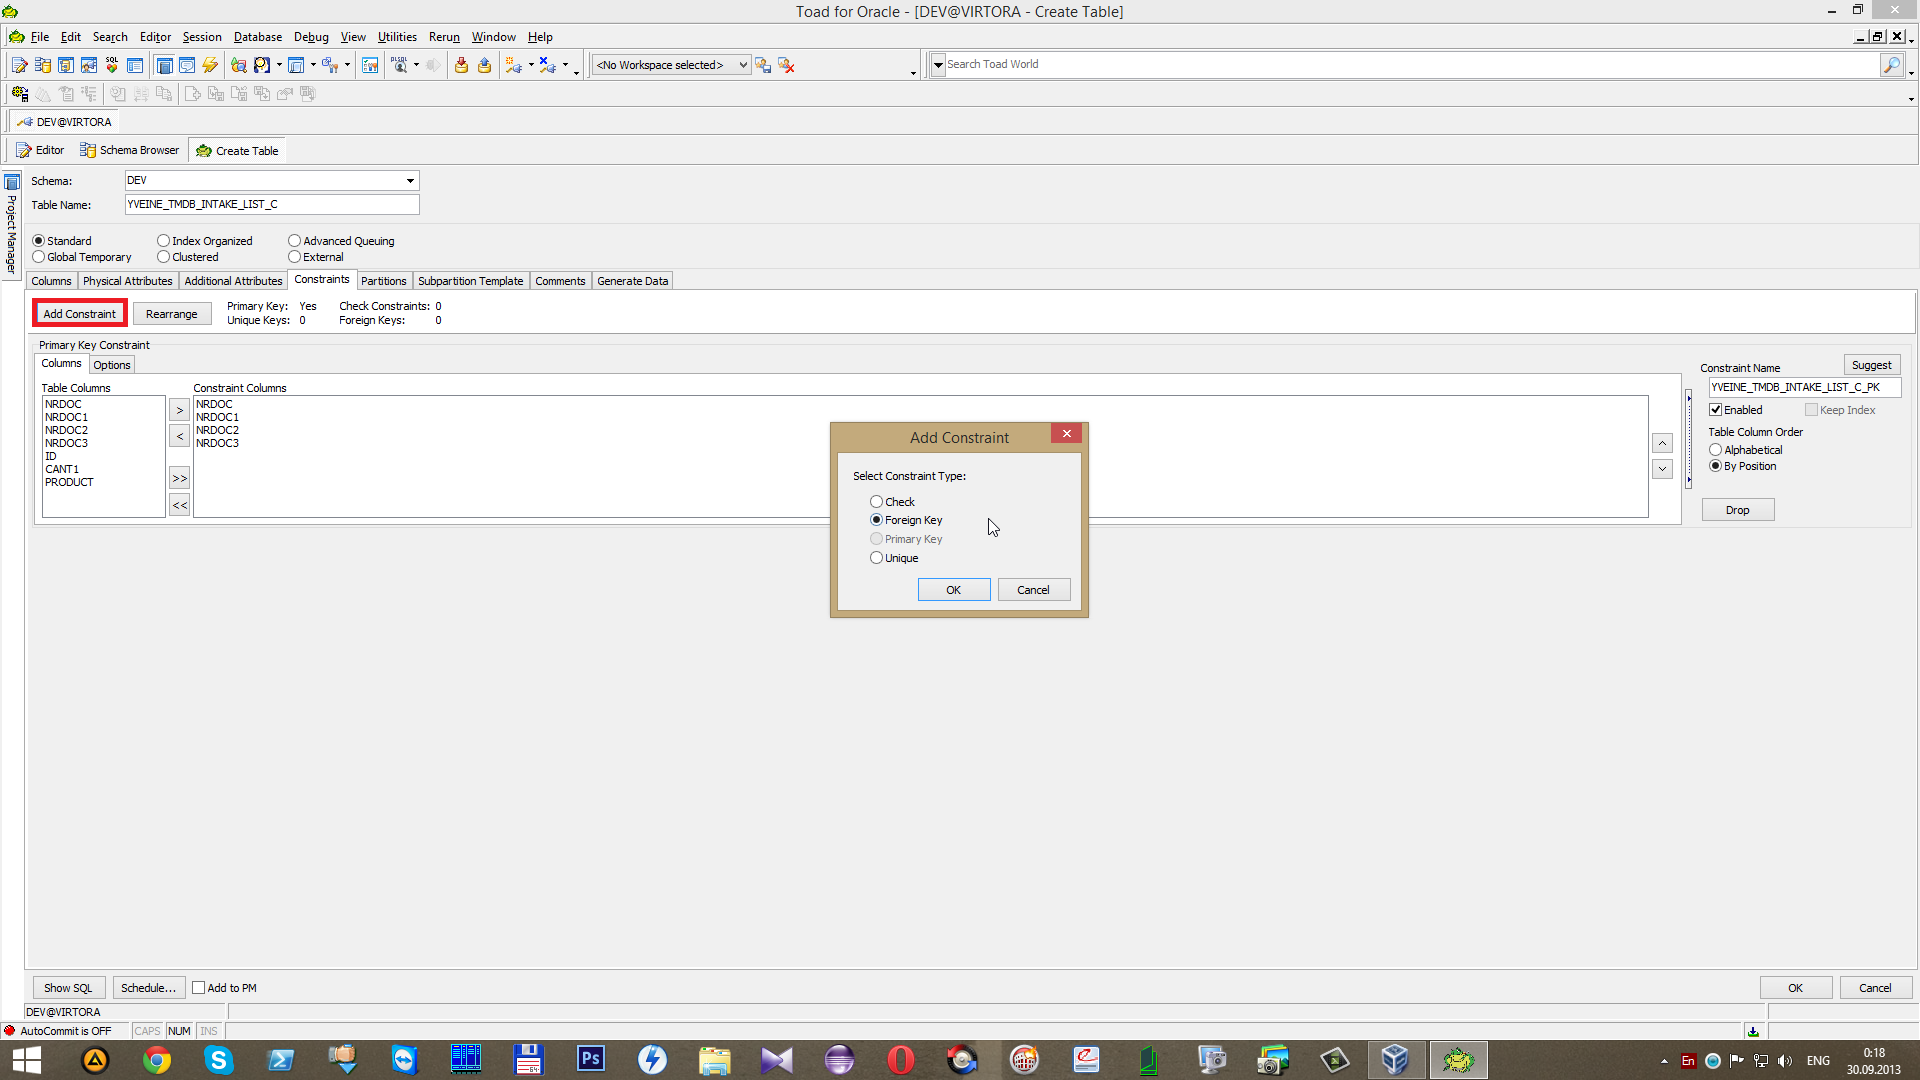 Toad for Oracle - [DEV@VIRTORA - Create Table]
File Edit Search Editor Session Database Debug View Utilities Rerun Window Help
SQL
PLSQL
<No Workspace selected>
Search Toad World
DEV@VIRTORA
Editor Schema Browser Create Table
Project Manager
Schema: DEV
Table Name: YVEINE_TMDB_INTAKE_LIST_C
Standard Index Organized Advanced Queuing
Global Temporary Clustered External
Columns Physical Attributes Additional Attributes Constraints Partitions Subpartition Template Comments Generate Data
Add Constraint Rearrange
Primary Key: Yes Check Constraints: 0
Unique Keys: 0 Foreign Keys: 0
Primary Key Constraint
Columns Options
Table Columns
NRDOC
NRDOC1
NRDOC2
NRDOC3
ID
CANT1
PRODUCT
>
<
>>
<<
Constraint Columns
NRDOC
NRDOC1
NRDOC2
NRDOC3
Constraint Name Suggest
YVEINE_TMDB_INTAKE_LIST_C_PK
Enabled Keep Index
Table Column Order
Alphabetical
By Position
Drop
Add Constraint
Select Constraint Type:
Check
Foreign Key
Primary Key
Unique
OK Cancel
Show SQL Schedule... Add to PM OK Cancel
DEV@VIRTORA
AutoCommit is OFF CAPS NUM INS
64
Ps
En
ENG
0:18
30.09.2013